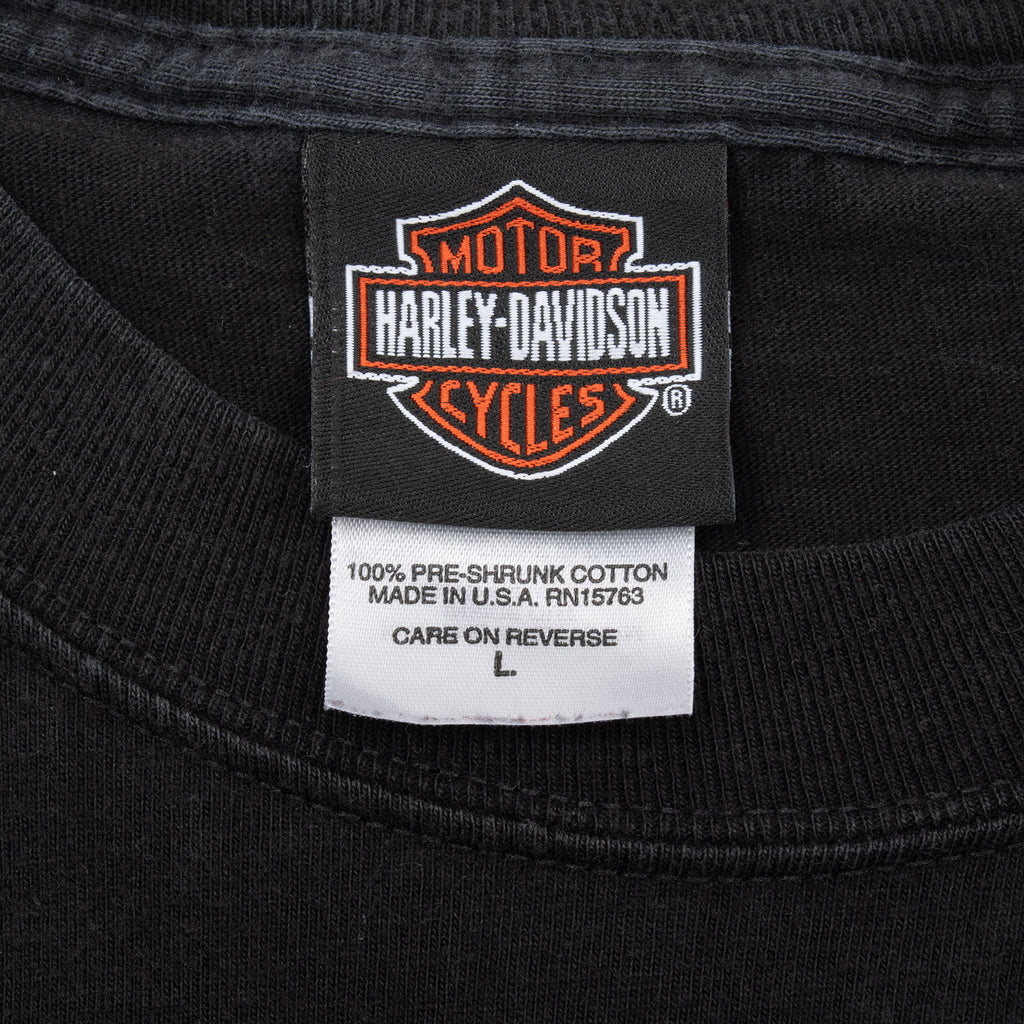 MOTOR
HARLEY-DAVIDSON
CYCLES
®
100% PRE-SHRUNK COTTON
MADE IN U.S.A. RN15763
CARE ON REVERSE
L.